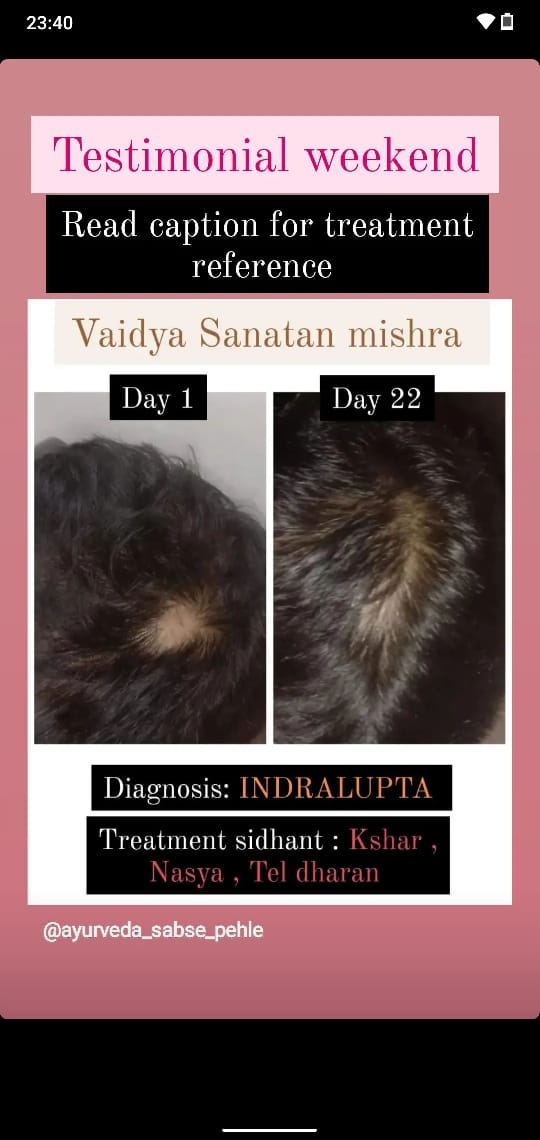 23:40
Testimonial weekend
Read caption for treatment
reference
Vaidya Sanatan mishra
Day 1
Day 22
Diagnosis: INDRALUPTA
Treatment sidhant : Kshar ,
Nasya , Tel dharan
@ayurveda_sabse_pehle